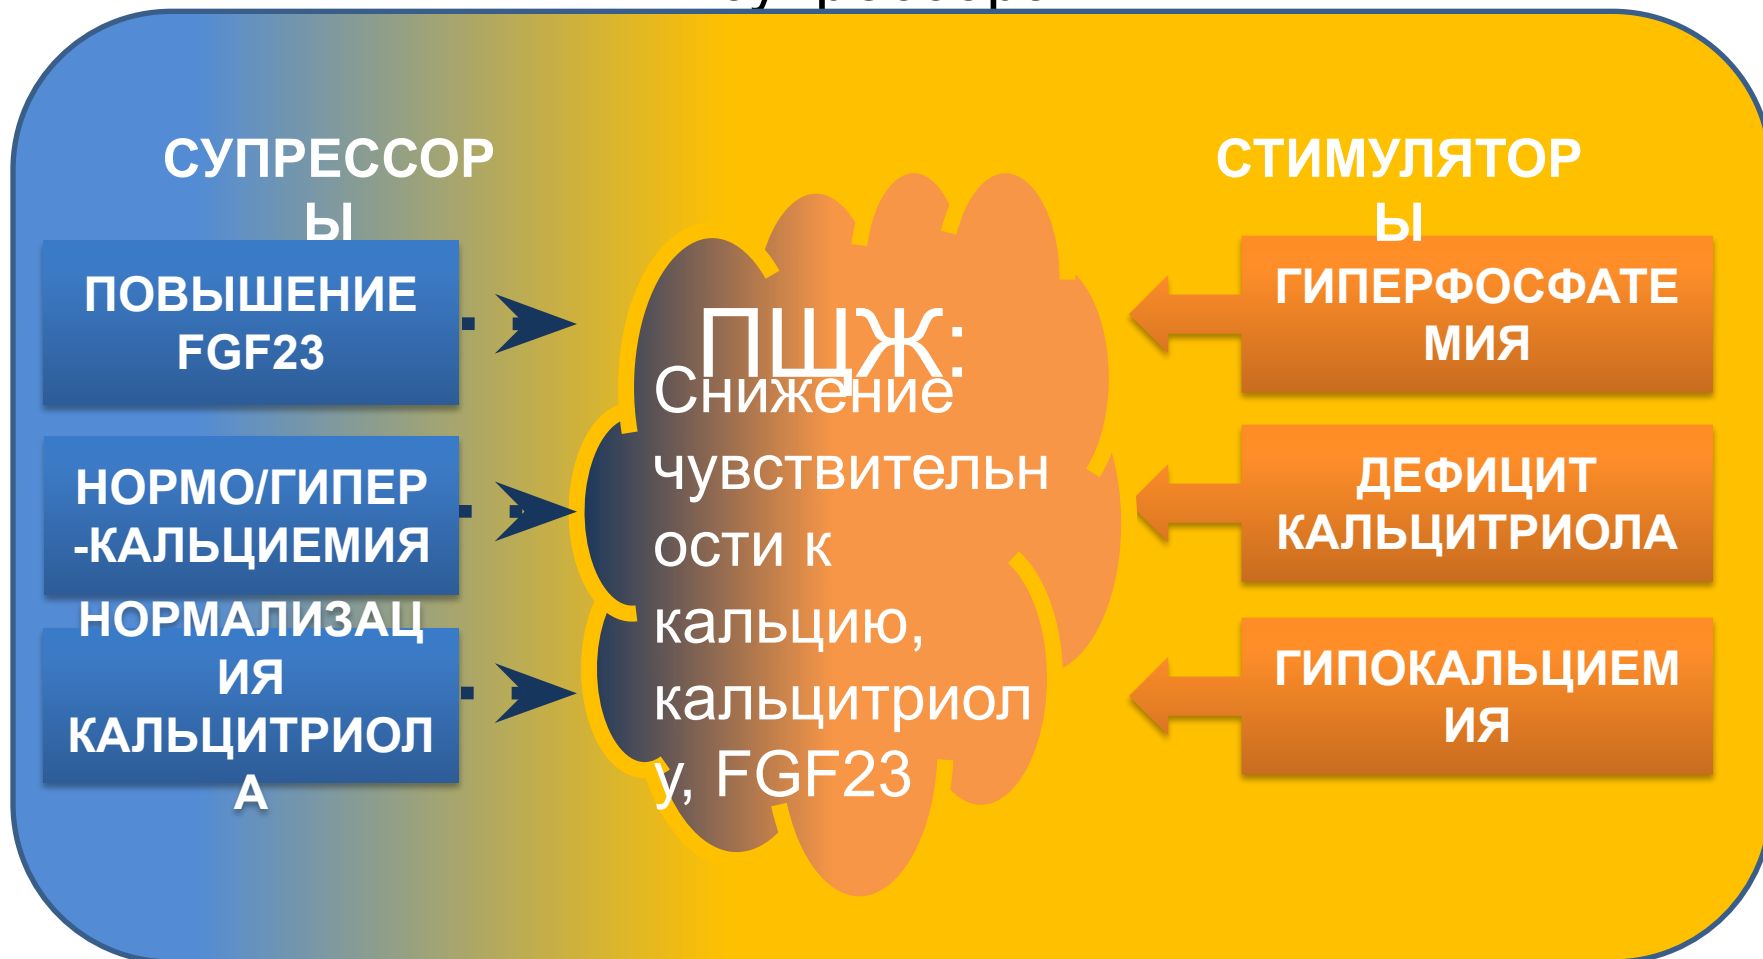 СУПРЕССОР
Ы
ПОВЫШЕНИЕ
FGF23
НОРМО/ГИПЕР
-КАЛЬЦИЕМИЯ
НОРМАЛИЗАЦ
ИЯ
КАЛЬЦИТРИОЛ
А
ПЩЖ:
Снижение
чувствительн
ости к
кальцию,
кальцитриол
у, FGF23
СТИМУЛЯТОР
Ы
ГИПЕРФОСФАТЕ
МИЯ
ДЕФИЦИТ
КАЛЬЦИТРИОЛА
ГИПОКАЛЬЦИЕМ
ИЯ